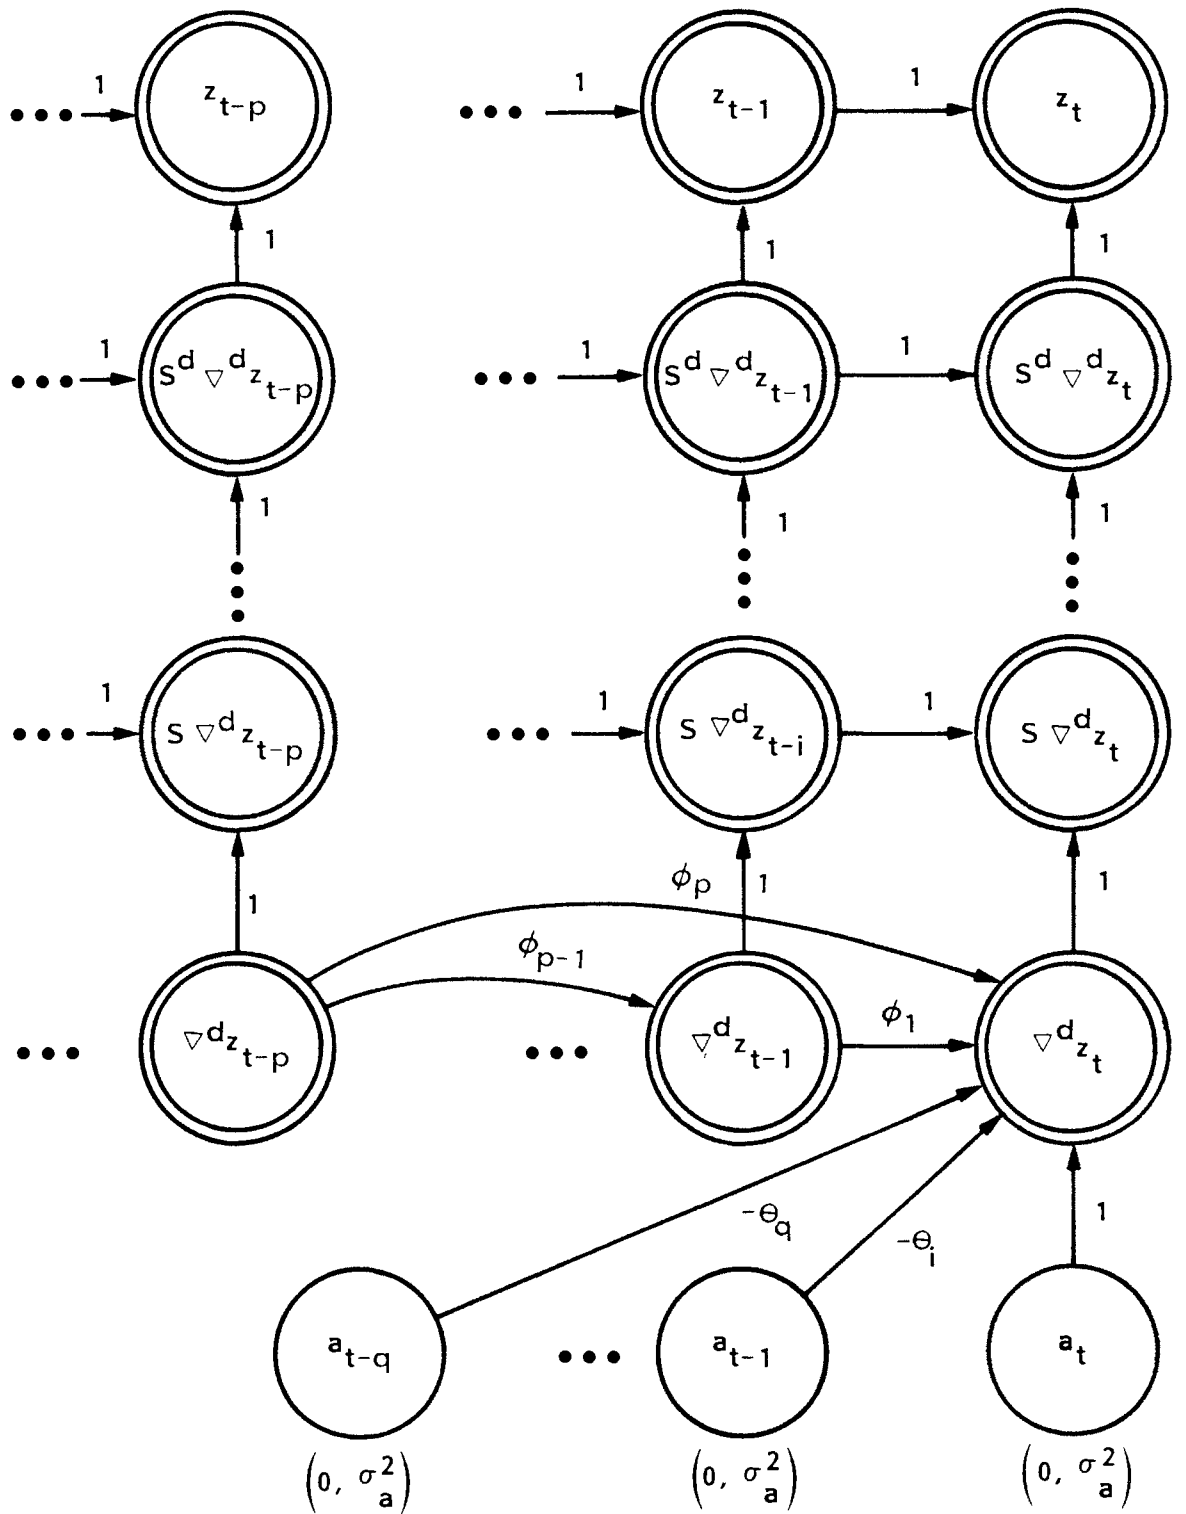 1 z_{t-p} 1 z_{t-1} 1 z_t
1 1 1
1 S^d ▽^d z_{t-p} 1 S^d ▽^d z_{t-1} 1 S^d ▽^d z_t
1 1 1
1 S ▽^d z_{t-p} 1 S ▽^d z_{t-i} 1 S ▽^d z_t
1 ϕ_p 1 1
ϕ_{p-1} ϕ_1
▽^d z_{t-p} ▽^d z_{t-1} ▽^d z_t
-Θ_q -Θ_i 1
a_{t-q} a_{t-1} a_t
(0, σ_a^2) (0, σ_a^2) (0, σ_a^2)